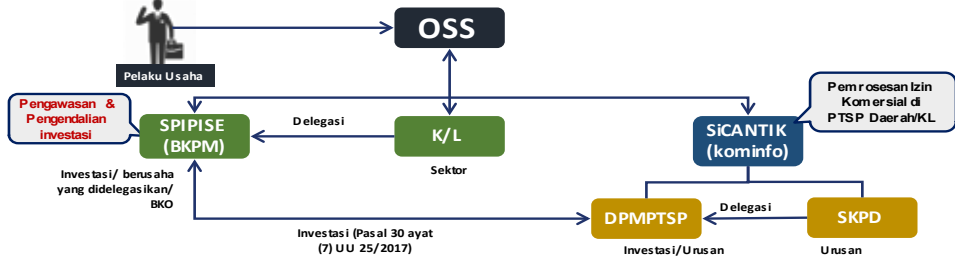 OSS
Pelaku Usaha
Pengawasan &
Pengendalian
investasi
SPIPISE
(BKPM)
Delegasi
K/L
Sektor
SiCANTIK
(kominfo)
Pemrosesan Izin
Komersial di
PTSP Daerah/KL
Investasi/ berusaha
yang didelegasikan/
BKO
Investasi (Pasal 30 ayat
(7) UU 25/2017)
DPMPTSP
Delegasi
SKPD
Investasi/Urusan
Urusan